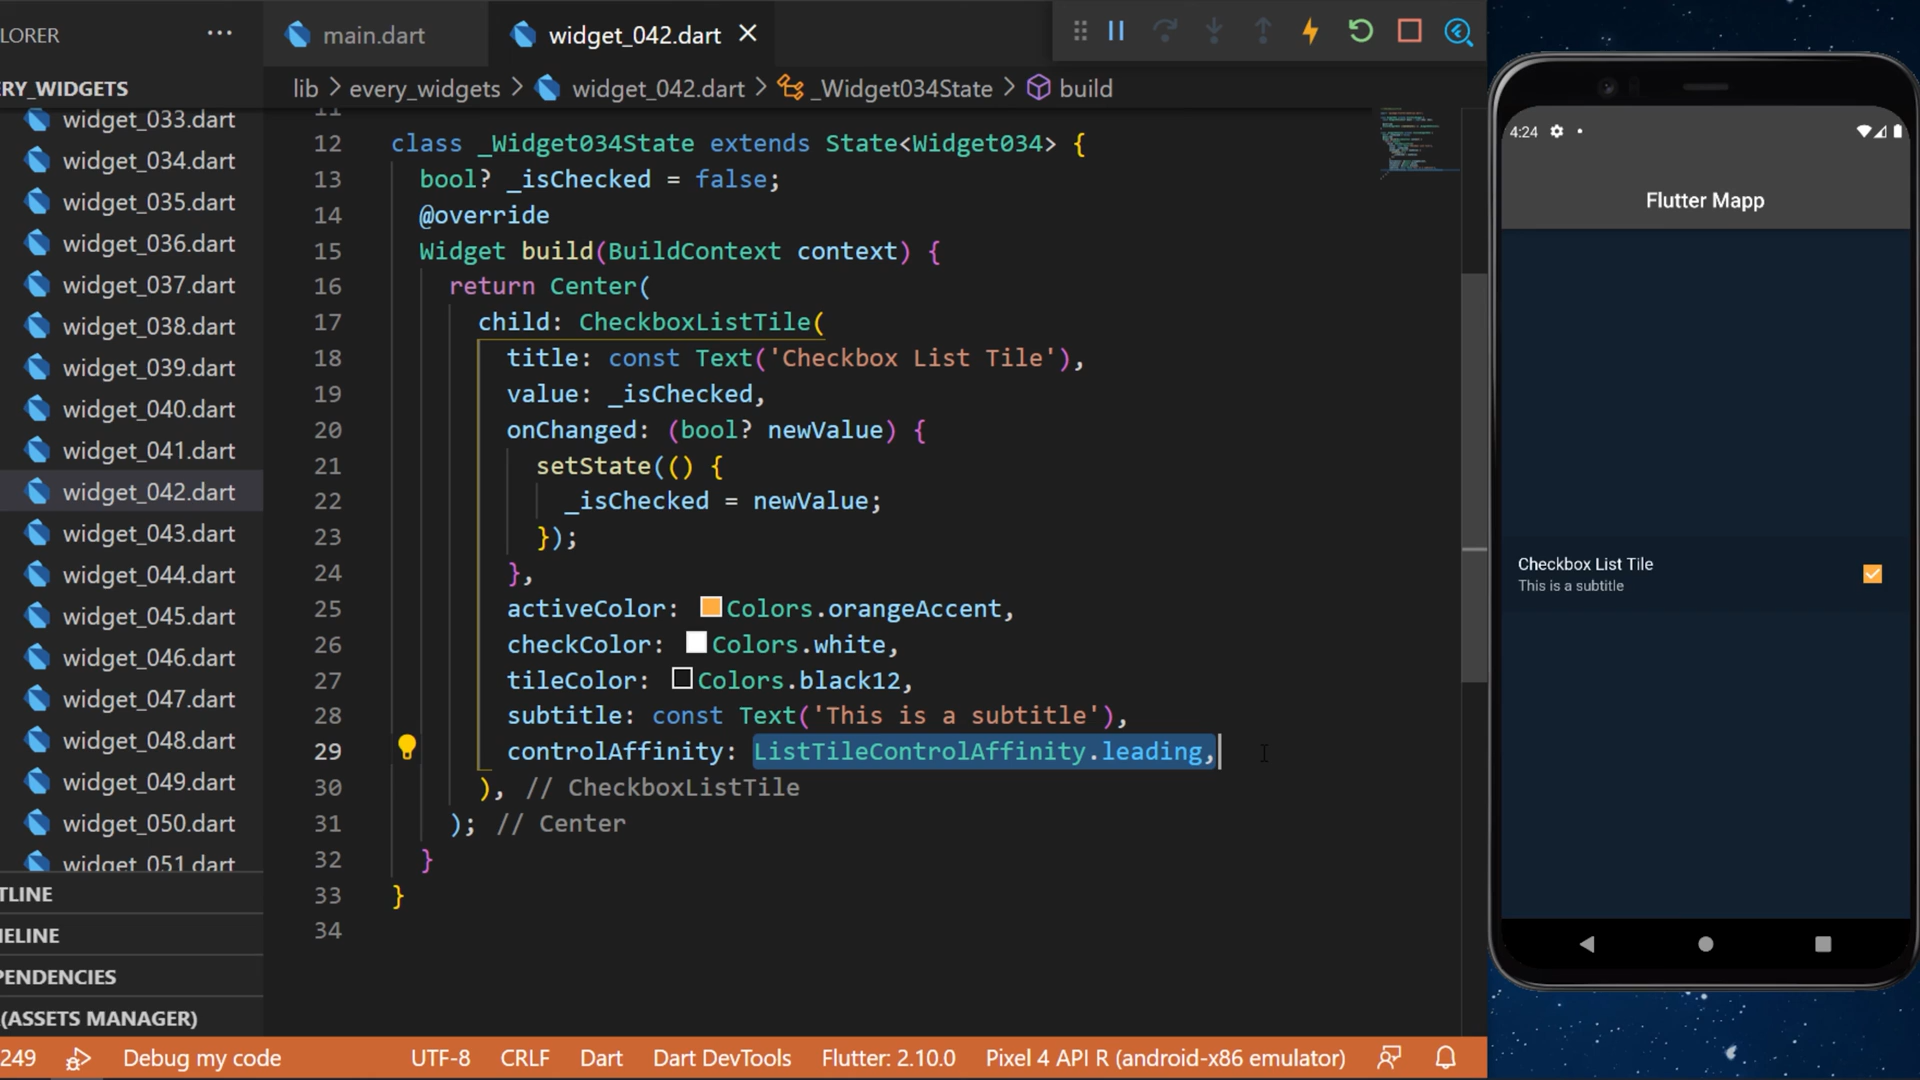 LORER ...
RY_WIDGETS
widget_033.dart
widget_034.dart
widget_035.dart
widget_036.dart
widget_037.dart
widget_038.dart
widget_039.dart
widget_040.dart
widget_041.dart
widget_042.dart
widget_043.dart
widget_044.dart
widget_045.dart
widget_046.dart
widget_047.dart
widget_048.dart
widget_049.dart
widget_050.dart
widget_051.dart
TLINE
IELINE
PENDENCIES
(ASSETS MANAGER)
main.dart
widget_042.dart
lib > every_widgets > widget_042.dart > _Widget034State > build
11
12 class _Widget034State extends State<Widget034> {
13 bool? _isChecked = false;
14 @override
15 Widget build(BuildContext context) {
16 return Center(
17 child: CheckboxListTile(
18 title: const Text('Checkbox List Tile'),
19 value: _isChecked,
20 onChanged: (bool? newValue) {
21 setState(() {
22 _isChecked = newValue;
23 });
24 },
25 activeColor: Colors.orangeAccent,
26 checkColor: Colors.white,
27 tileColor: Colors.black12,
28 subtitle: const Text('This is a subtitle'),
29 controlAffinity: ListTileControlAffinity.leading,
30 ), // CheckboxListTile
31 ); // Center
32 }
33 }
34
249 Debug my code UTF-8 CRLF Dart Dart DevTools Flutter: 2.10.0 Pixel 4 API R (android-x86 emulator)
4:24
Flutter Mapp
Checkbox List Tile
This is a subtitle